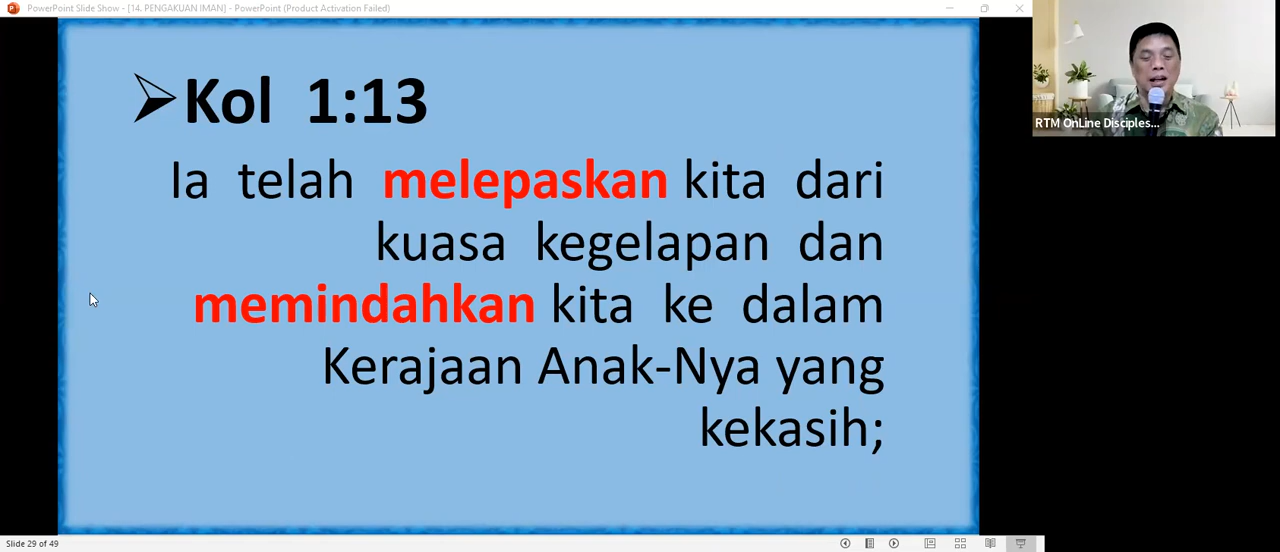 PowerPoint Slide Show - [14. PENGAKUAN IMAN] - PowerPoint (Product Activation Failed)
RTM OnLine Disciples...
Kol 1:13
Ia telah melepaskan kita dari
kuasa kegelapan dan
memindahkan kita ke dalam
Kerajaan Anak-Nya yang
kekasih;
Slide 29 of 49